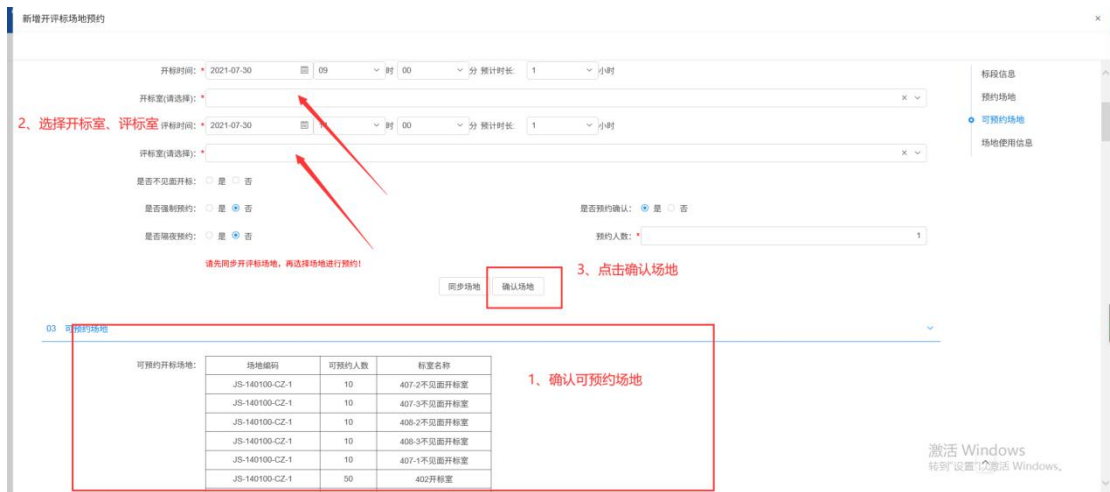 新增开评标场地预约 ×
开标时间: * 2021-07-30 09 时 00 分 预计时长: 1 小时
标段信息
开标室(请选择): *
预约场地
2、选择开标室、评标室
评标时间: * 2021-07-30 时 00 分 预计时长: 1 小时
可预约场地
评标室(请选择): *
场地使用信息
是否不见面开标: 是 否
是否强制预约: 是 否 是否预约确认: 是 否
是否隔夜预约: 是 否 预约人数: * 1
请先同步开评标场地，再选择场地进行预约!
同步场地 确认场地
3、点击确认场地
03 可预约场地
可预约开标场地: 场地编码 可预约人数 标室名称
1、确认可预约场地
JS-140100-CZ-1 10 407-2不见面开标室
JS-140100-CZ-1 10 407-3不见面开标室
JS-140100-CZ-1 10 408-2不见面开标室
JS-140100-CZ-1 10 408-3不见面开标室
JS-140100-CZ-1 10 407-1不见面开标室
JS-140100-CZ-1 50 402开标室
激活 Windows
转到"设置"以激活 Windows。